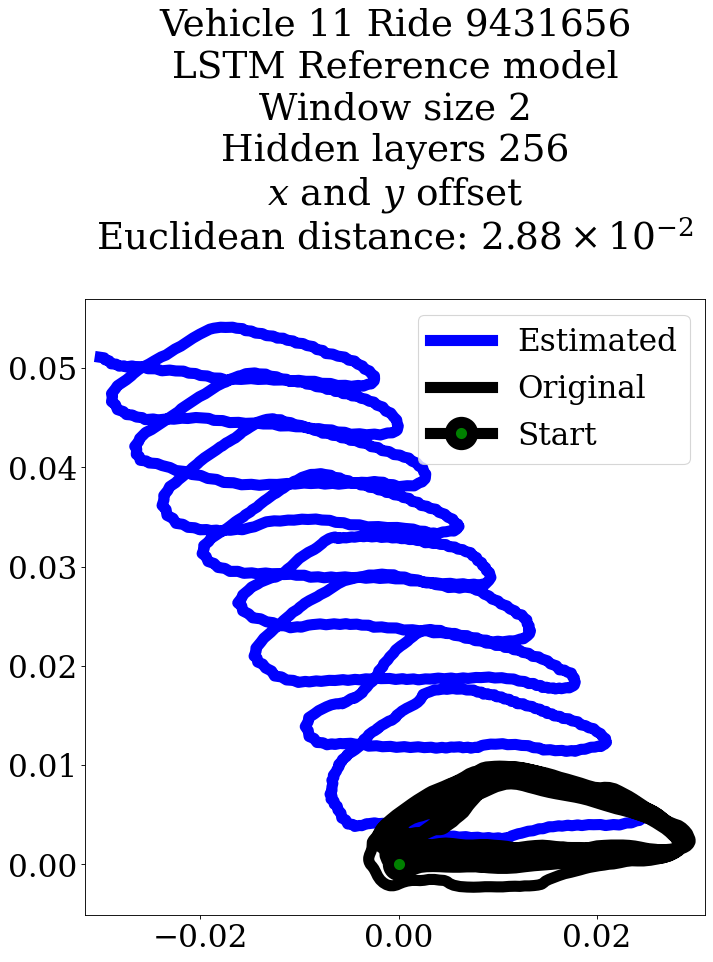 Vehicle 11 Ride 9431656
LSTM Reference model
Window size 2
Hidden layers 256
x and y offset
Euclidean distance: 2.88 × 10⁻²
Estimated
Original
Start
0.05
0.04
0.03
0.02
0.01
0.00
−0.02 0.00 0.02